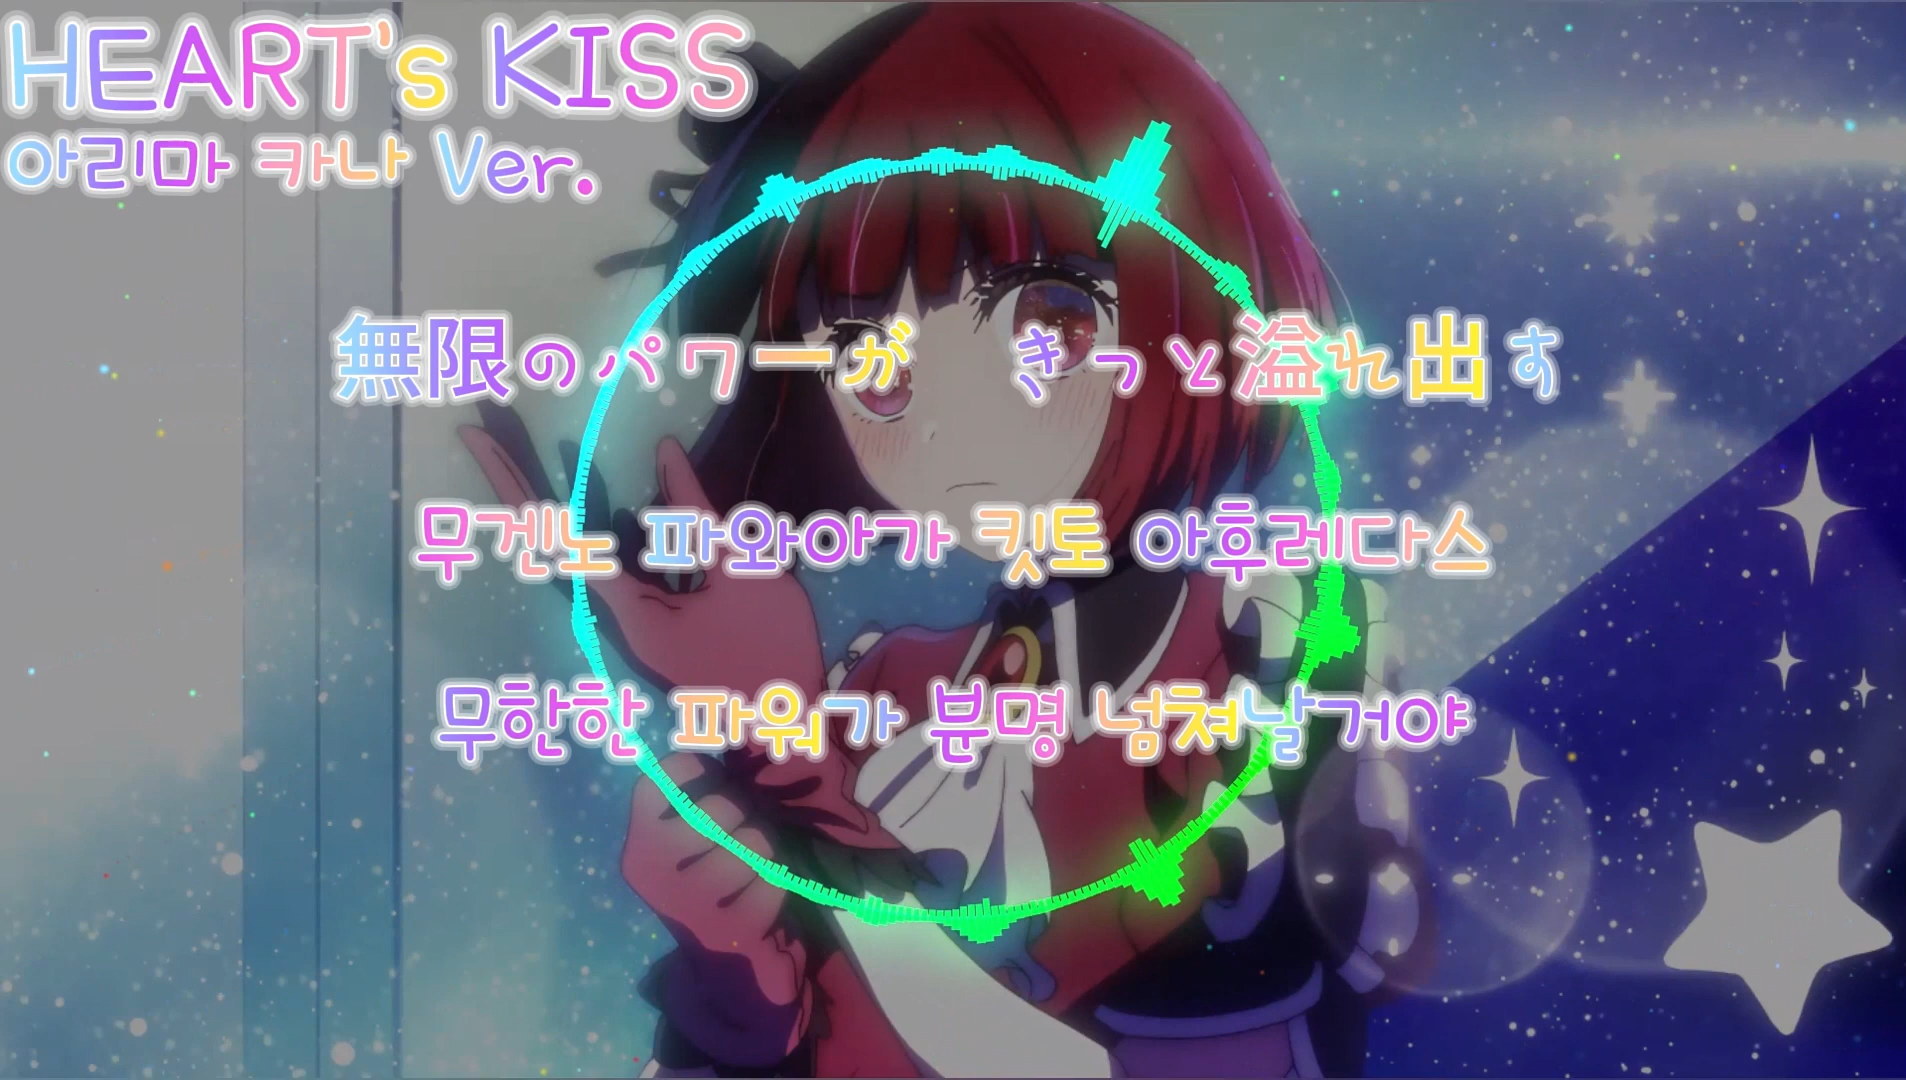 HEART's KISS
아리마 카나 Ver.
無限のパワーが　きっと溢れ出す
무겐노 파와아가 킷토 아후레다스
무한한 파워가 분명 넘쳐날거야